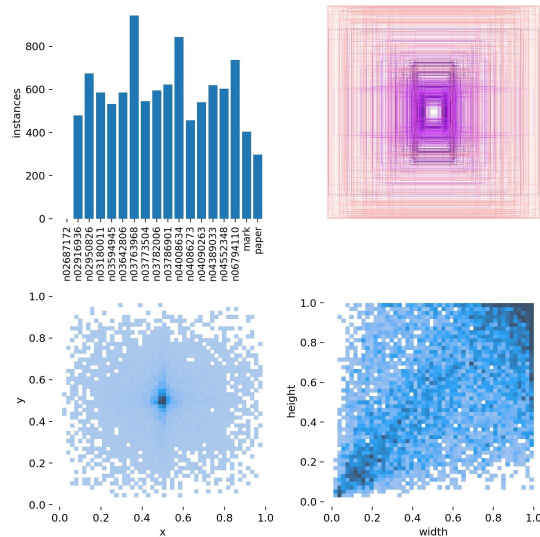 800
600
400
200
0
instances
n02687172
n02916936
n02950826
n03180011
n03594945
n03642806
n03763968
n03773504
n03782006
n03786901
n04008634
n04086273
n04090263
n04389033
n04552348
n06794110
mark
paper
1.0
0.8
0.6
0.4
0.2
0.0
y
0.0 0.2 0.4 0.6 0.8 1.0
x
1.0
0.8
0.6
0.4
0.2
0.0
height
0.0 0.2 0.4 0.6 0.8 1.0
width